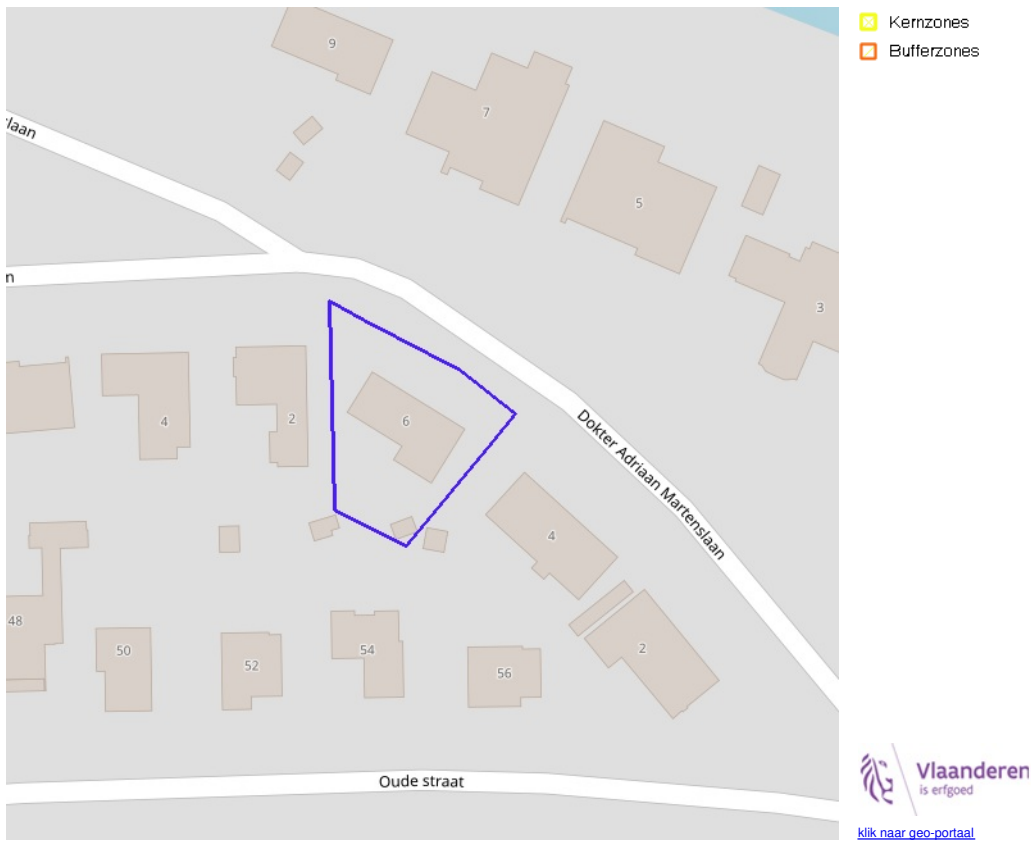 Kernzones
Bufferzones
9
7
5
3
laan
n
6
4
2
Dokter Adriaan Martenslaan
4
2
48
50
52
54
56
Oude straat
Vlaanderen
is erfgoed
klik naar geo-portaal